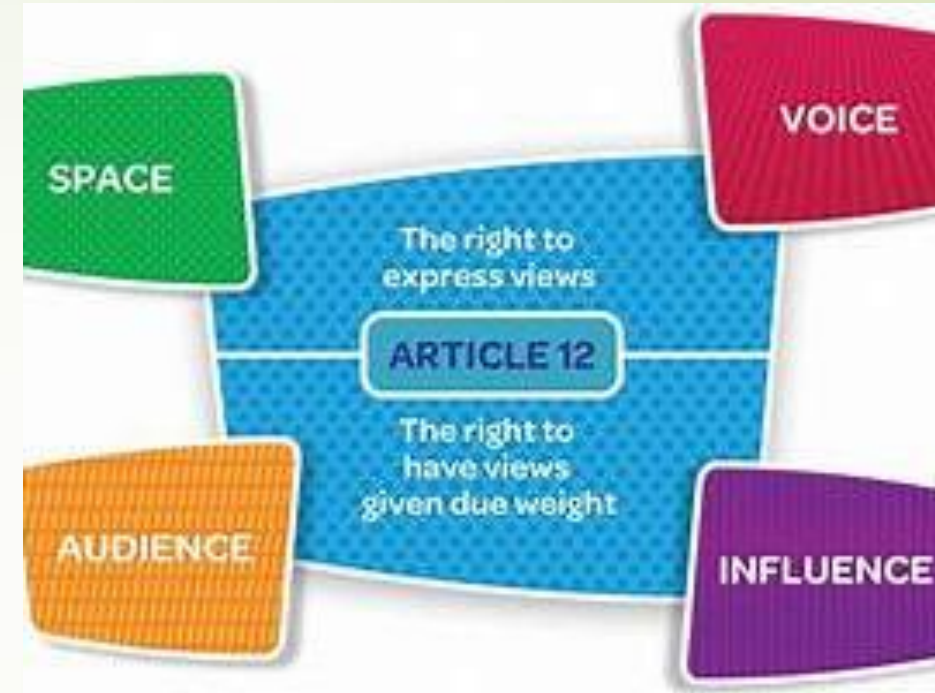 SPACE
VOICE
The right to
express views
ARTICLE 12
The right to
have views
given due weight
AUDIENCE
INFLUENCE